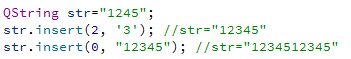 QString str="1245";
str.insert(2, '3'); //str="12345"
str.insert(0, "12345"); //str="1234512345"